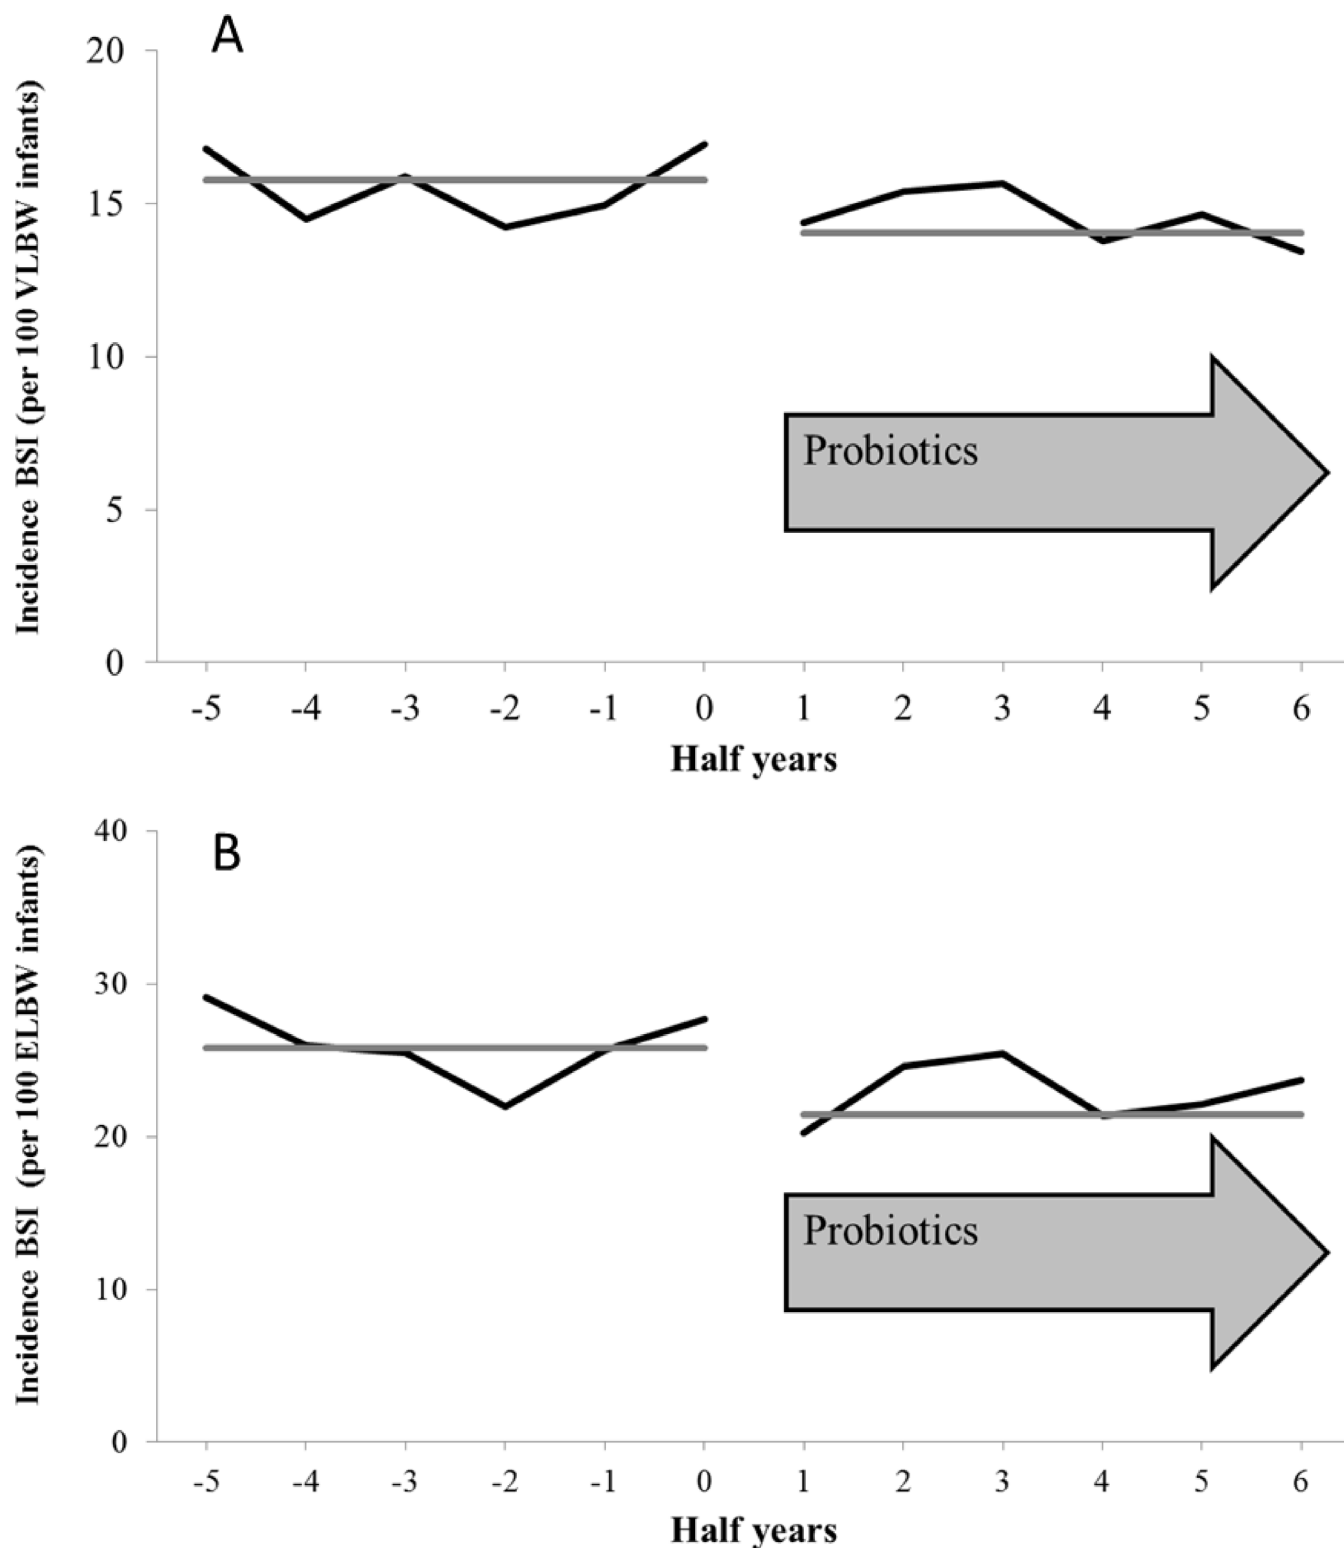 A
Incidence BSI (per 100 VLBW infants)
20
15
10
5
0
Probiotics
-5 -4 -3 -2 -1 0 1 2 3 4 5 6
Half years
B
Incidence BSI (per 100 ELBW infants)
40
30
20
10
0
Probiotics
-5 -4 -3 -2 -1 0 1 2 3 4 5 6
Half years